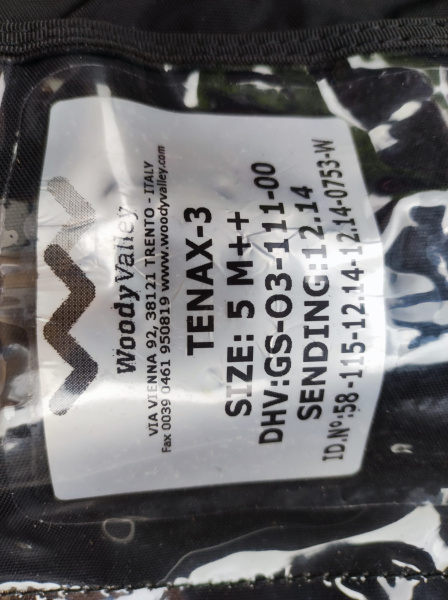 WoodyValley
VIA VIENNA 92, 38121 TRENTO - ITALY
Fax 0039 0461 950819 www.woodyvalley.com
TENAX-3
SIZE: 5 M++
DHV:GS-03-111-00
SENDING:12.14
ID.Nº:58-115-12.14-12.14-0753-W